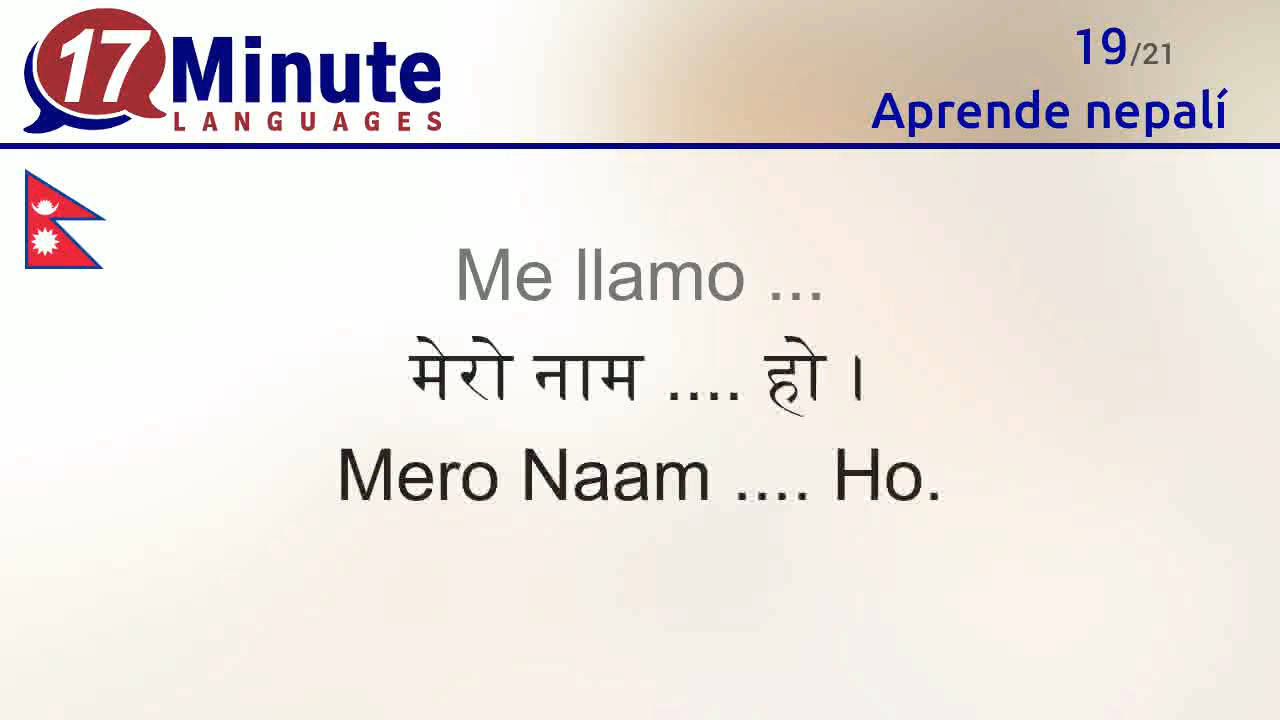 17 Minute
LANGUAGES
19/21
Aprende nepalí
Me llamo ...
मेरो नाम .... हो ।
Mero Naam .... Ho.